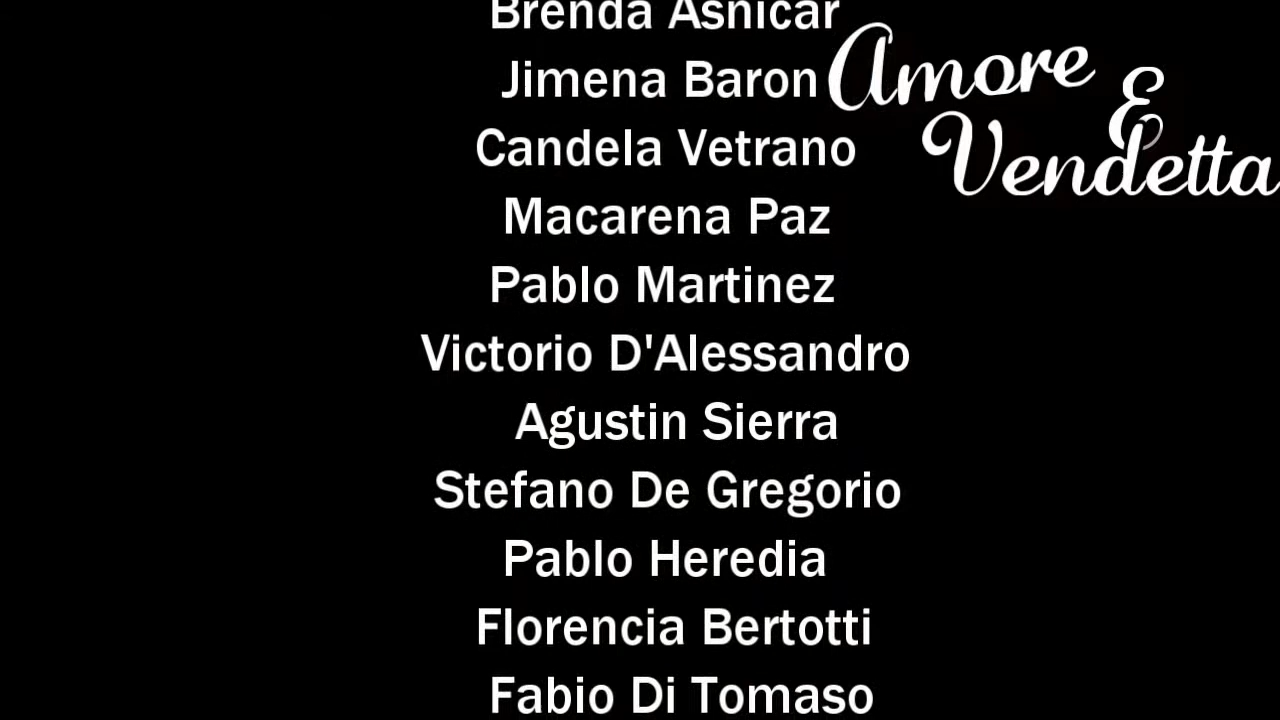 Brenda Asnicar
Jimena Baron
Candela Vetrano
Macarena Paz
Pablo Martinez
Victorio D'Alessandro
Agustin Sierra
Stefano De Gregorio
Pablo Heredia
Florencia Bertotti
Fabio Di Tomaso
Amore
E
Vendetta